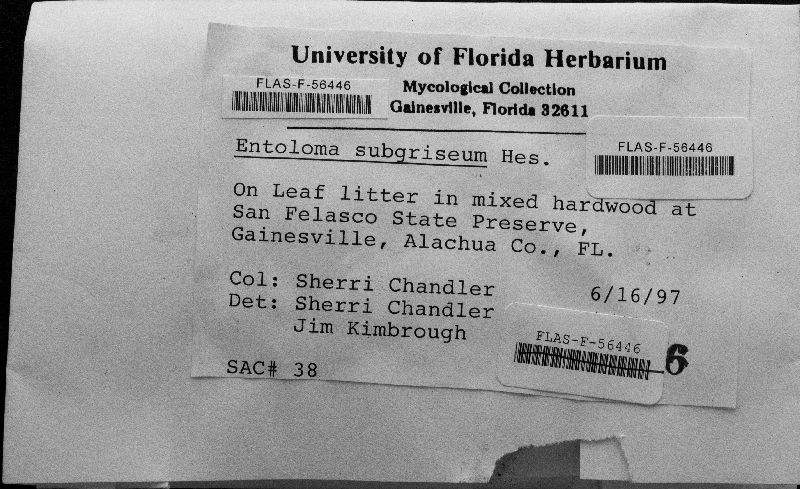 University of Florida Herbarium
FLAS-F-56446
Mycological Collection
Gainesville, Florida 32611
FLAS-F-56446
Entoloma subgriseum Hes.
On Leaf litter in mixed hardwood at
San Felasco State Preserve,
Gainesville, Alachua Co., FL.
Col: Sherri Chandler 6/16/97
Det: Sherri Chandler
Jim Kimbrough
FLAS-F-56446
6
SAC# 38